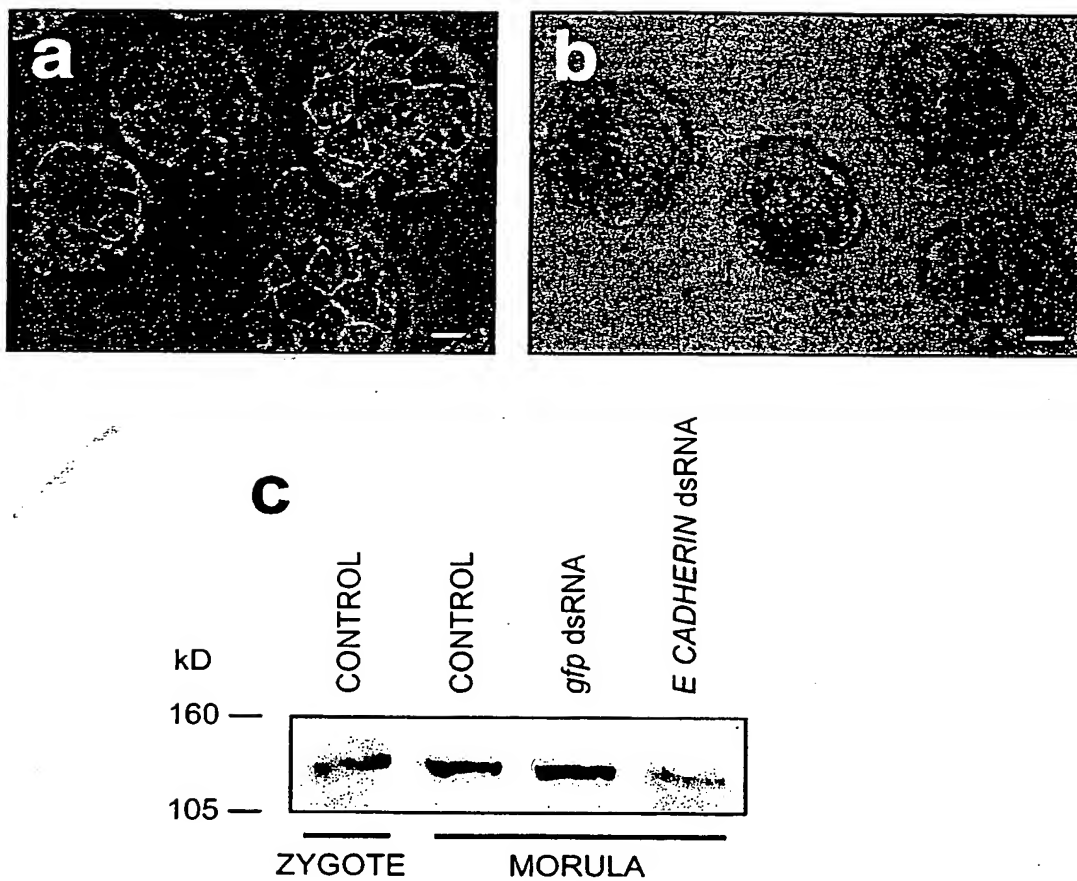 a
b
c
CONTROL
CONTROL
gfp dsRNA
E CADHERIN dsRNA
kD
160
105
ZYGOTE
MORULA